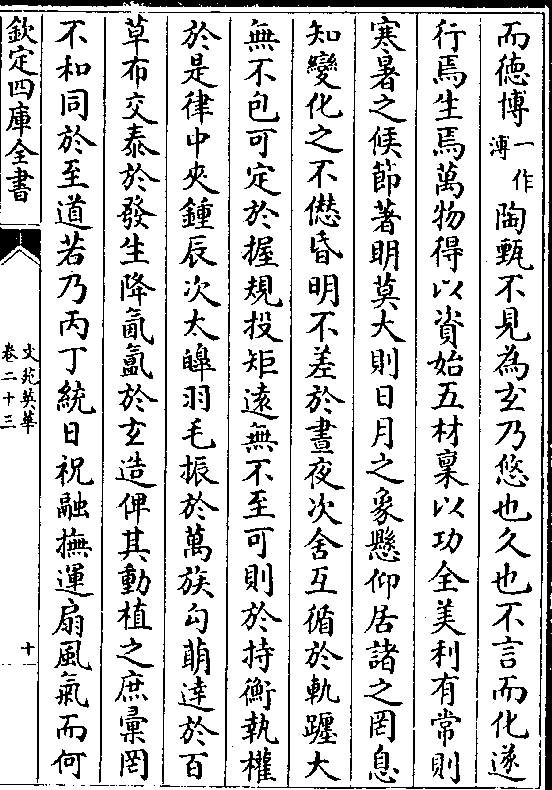 而德博一作溥陶甄不見為玄乃悠也久也不言而化遂
行焉生焉萬物得以資始五材稟以功全美利有常則
寒暑之候節著明莫大則日月之象懸仰居諸之罔息
知變化之不僁昏明不差於晝夜次舍互循於軌躔大
無不包可定於握規投矩遠無不至可則於持衡執權
於是律中夾鍾辰次太皞羽毛振於萬族勾萌達於百
草布交泰於發生降氤氳於玄造俾其動植之庶彙罔
不和同於至道若乃丙丁統日祝融撫運扇風氣而何
欽定四庫全書
文苑英華
卷二十三
十